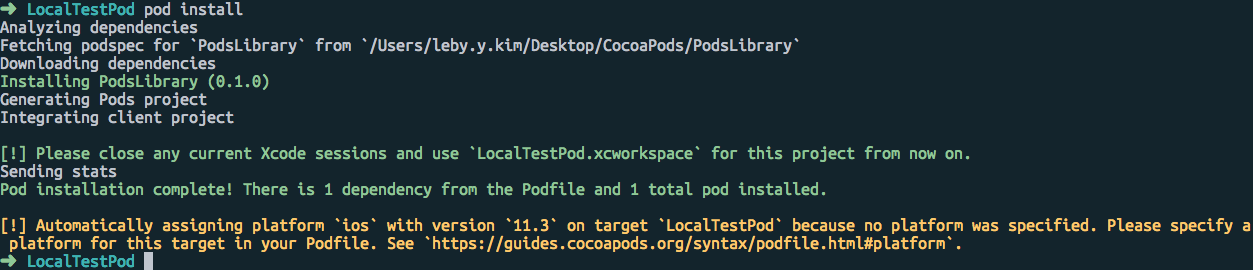 ➜ LocalTestPod pod install
Analyzing dependencies
Fetching podspec for `PodsLibrary` from `/Users/leby.y.kim/Desktop/CocoaPods/PodsLibrary`
Downloading dependencies
Installing PodsLibrary (0.1.0)
Generating Pods project
Integrating client project
[!] Please close any current Xcode sessions and use `LocalTestPod.xcworkspace` for this project from now on.
Sending stats
Pod installation complete! There is 1 dependency from the Podfile and 1 total pod installed.
[!] Automatically assigning platform `ios` with version `11.3` on target `LocalTestPod` because no platform was specified. Please specify a
platform for this target in your Podfile. See `https://guides.cocoapods.org/syntax/podfile.html#platform`.
➜ LocalTestPod